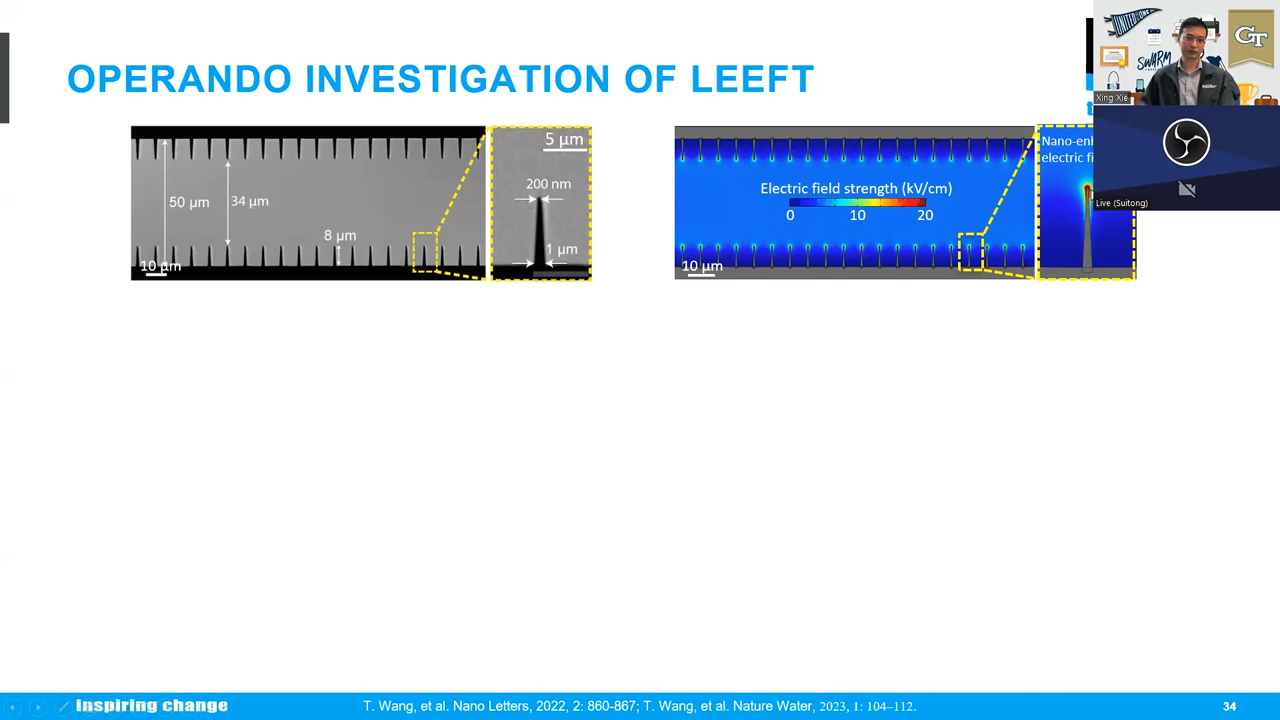 OPERANDO INVESTIGATION OF LEEFT
50 µm
34 µm
8 µm
10 µm
5 µm
200 nm
1 µm
Electric field strength (kV/cm)
0 10 20
10 µm
Nano-enh
electric fi
UNITED
SWARM
GT
Xing Xie
Live (Suitong)
inspiring change
T. Wang, et al. Nano Letters, 2022, 2: 860-867; T. Wang, et al. Nature Water, 2023, 1: 104–112.
34